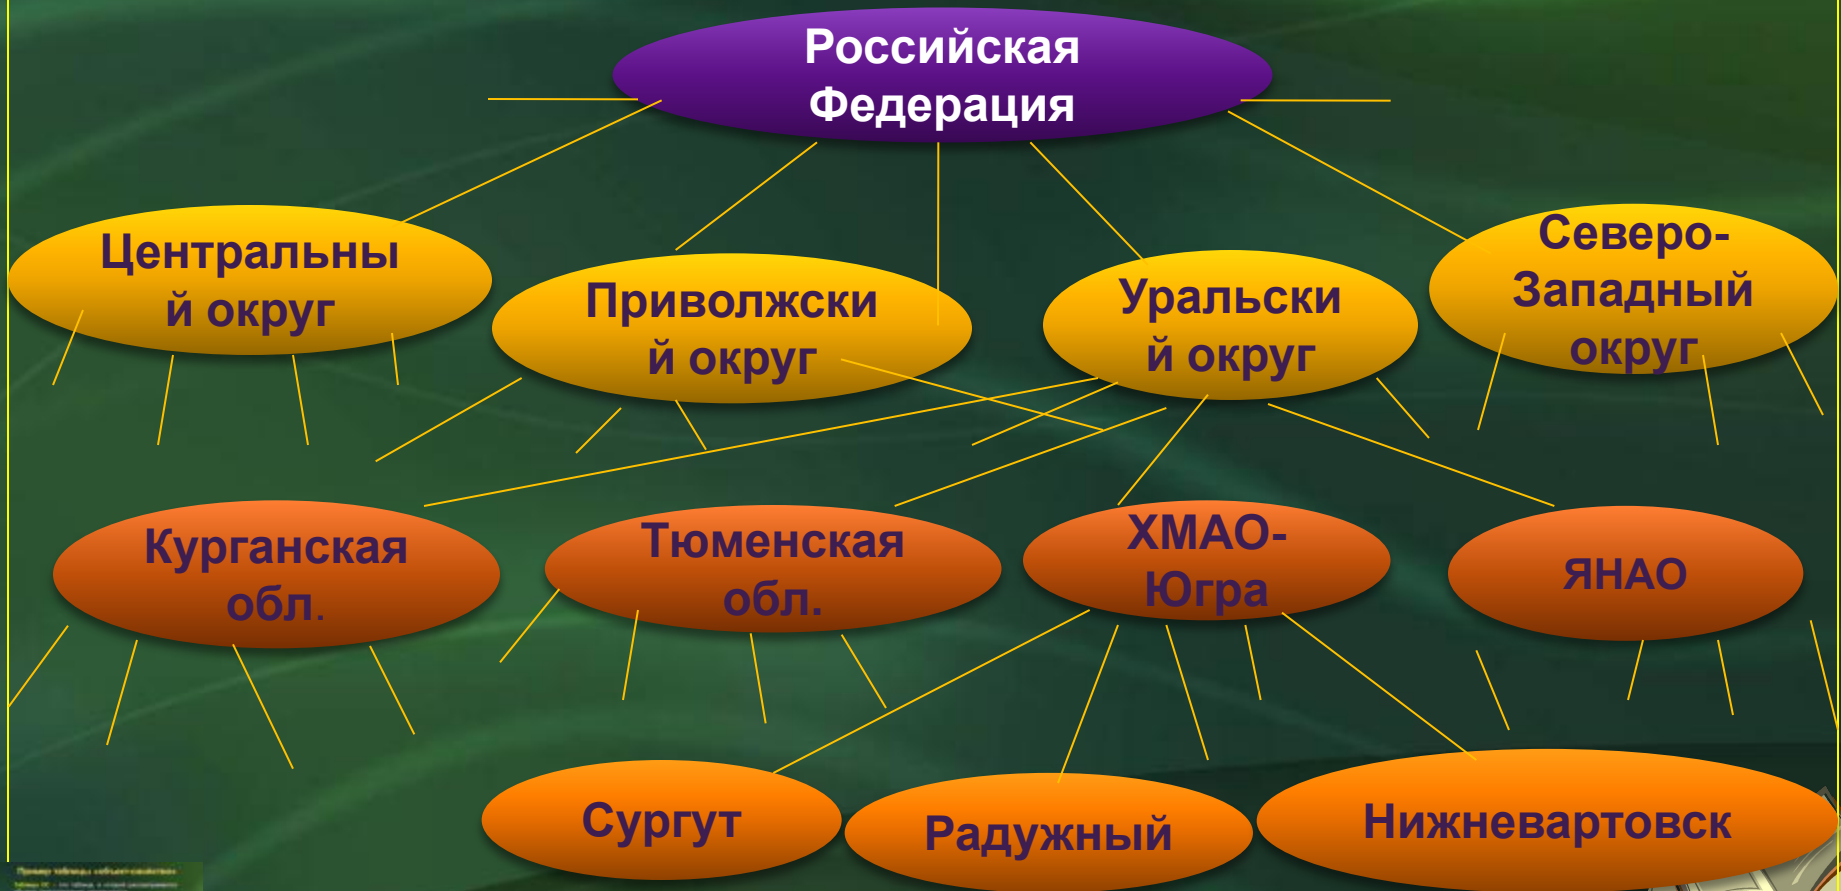 Российская
Федерация
Центральны
й округ
Приволжски
й округ
Уральски
й округ
Северо-
Западный
округ
Курганская
обл.
Тюменская
обл.
ХМАО-
Югра
ЯНАО
Сургут
Радужный
Нижневартовск